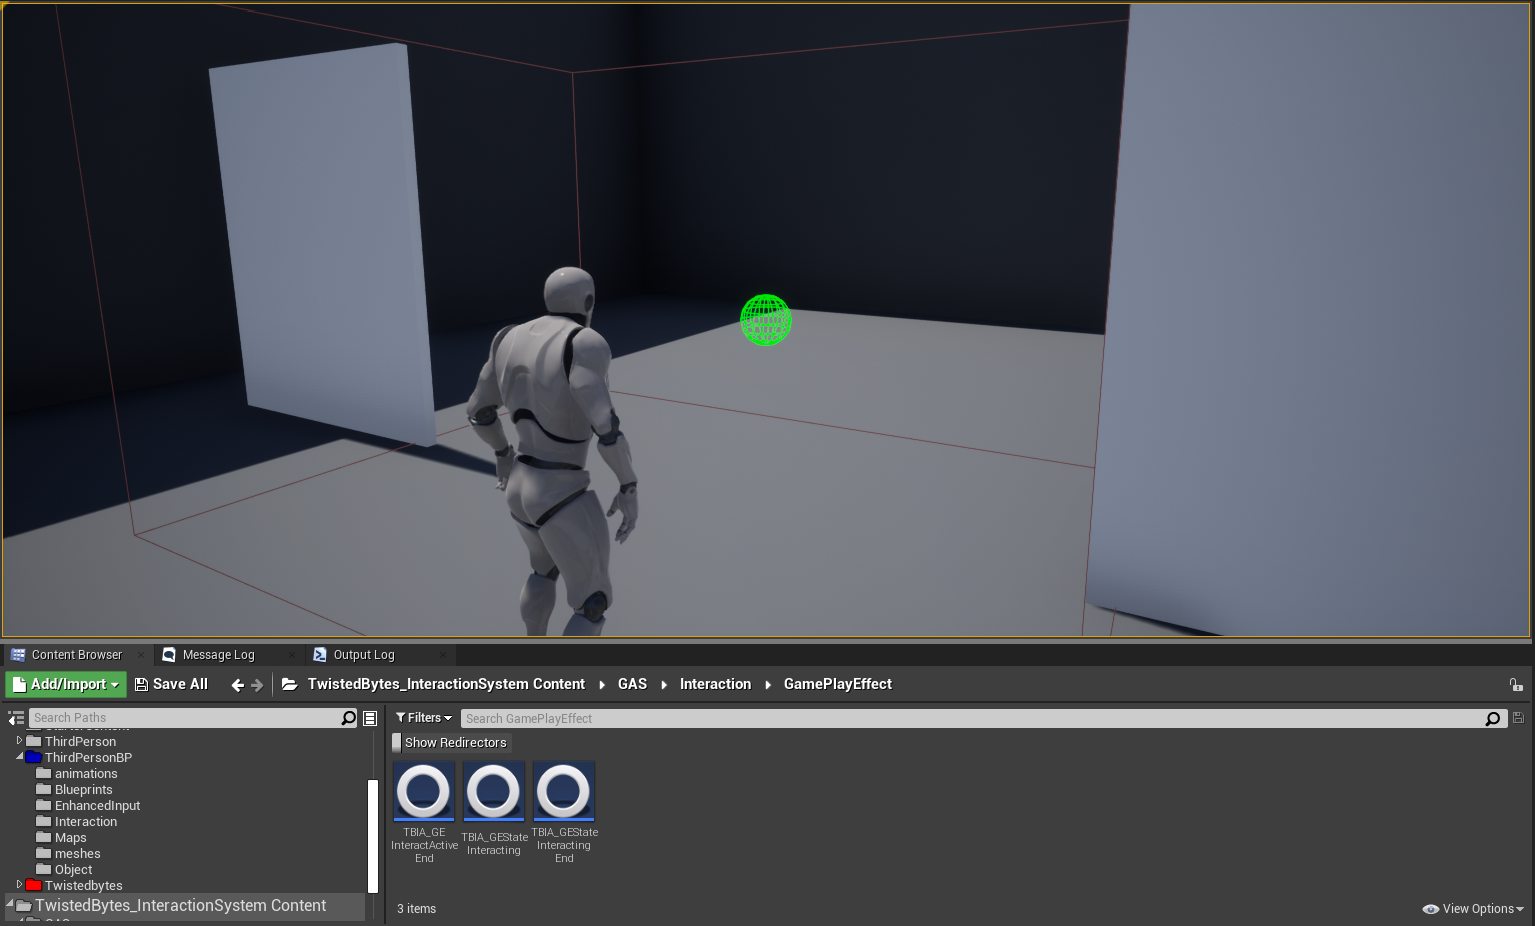 Content Browser
Message Log
Output Log
Add/Import
Save All
TwistedBytes_InteractionSystem Content
GAS
Interaction
GamePlayEffect
Search Paths
Filters
Search GamePlayEffect
Show Redirectors
ThirdPerson
ThirdPersonBP
animations
Blueprints
EnhancedInput
Interaction
Maps
meshes
Object
Twistedbytes
TwistedBytes_InteractionSystem Content
TBIA_GE
InteractActive
End
TBIA_GEState
Interacting
TBIA_GEState
Interacting
End
3 items
View Options